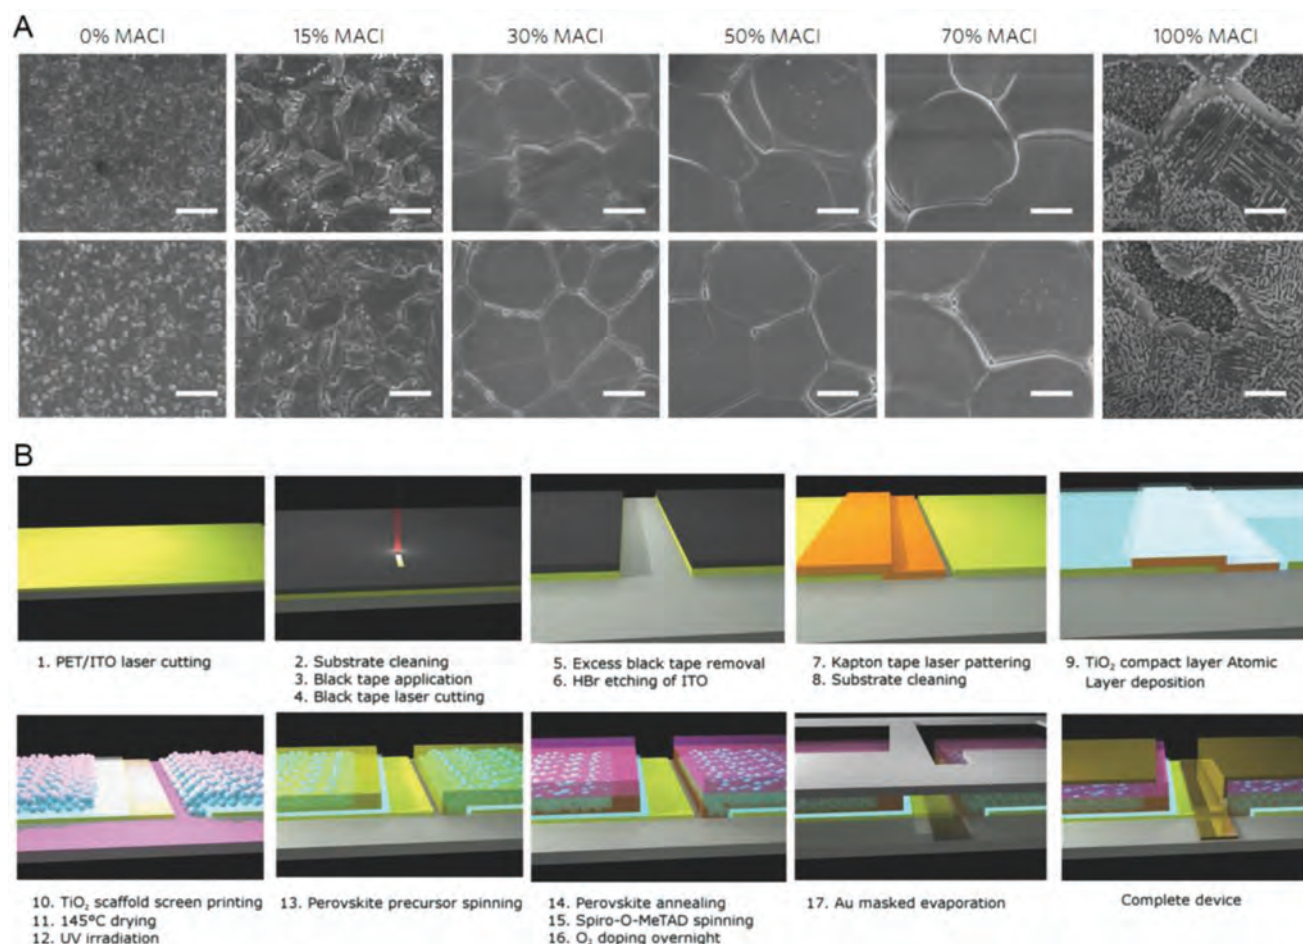 A
0% MACl
15% MACl
30% MACl
50% MACl
70% MACl
100% MACl
B
1. PET/ITO laser cutting
2. Substrate cleaning
3. Black tape application
4. Black tape laser cutting
5. Excess black tape removal
6. HBr etching of ITO
7. Kapton tape laser pattering
8. Substrate cleaning
9. TiO₂ compact layer Atomic
Layer deposition
10. TiO₂ scaffold screen printing
11. 145ºC drying
12. UV irradiation
13. Perovskite precursor spinning
14. Perovskite annealing
15. Spiro-O-MeTAD spinning
16. O₂ doping overnight
17. Au masked evaporation
Complete device